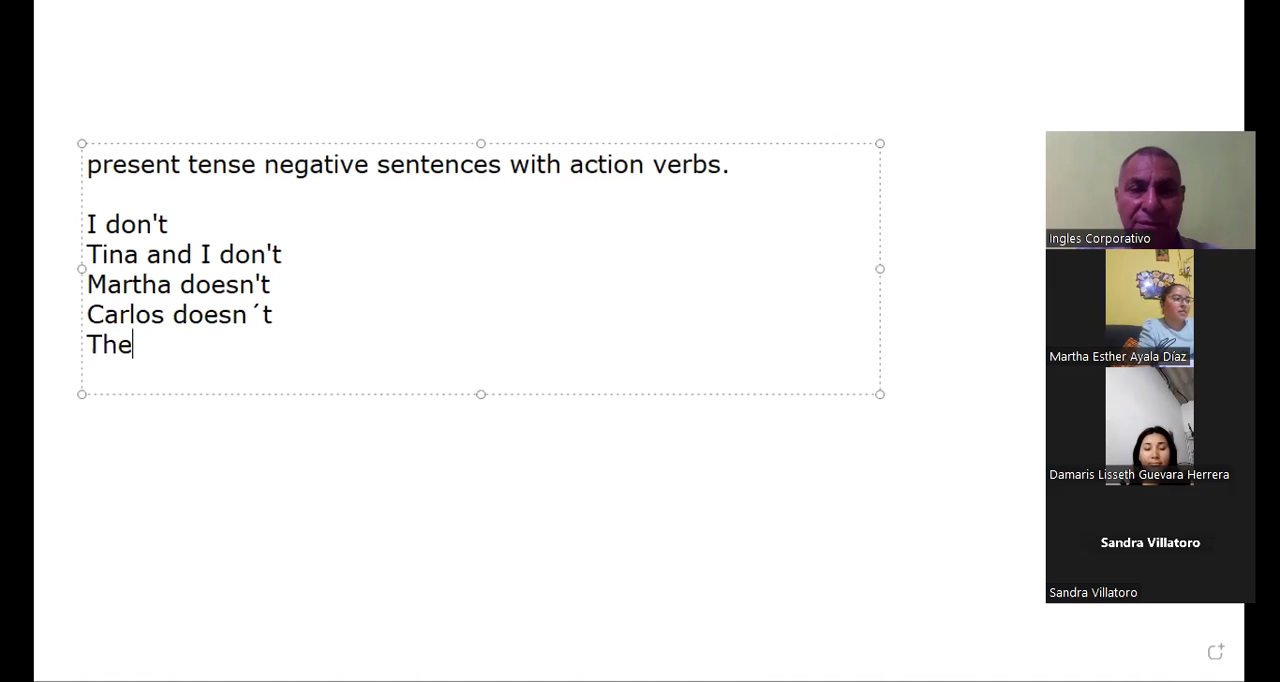 present tense negative sentences with action verbs.
I don't
Tina and I don't
Martha doesn't
Carlos doesn´t
The
Ingles Corporativo
Martha Esther Ayala Díaz
Damaris Lisseth Guevara Herrera
Sandra Villatoro
Sandra Villatoro